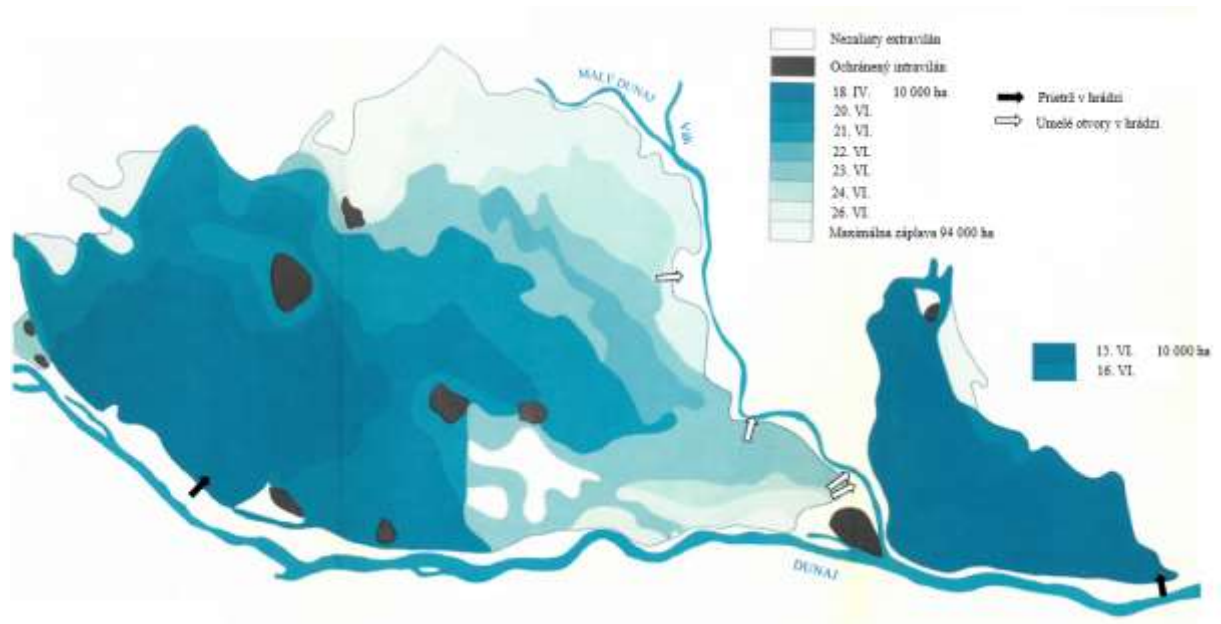 MALÝ DUNAJ
Váh
DUNAJ
Nezaliaty extravilán
Ochránený intravilán
18. IV. 10 000 ha
20. VI.
21. VI.
22. VI.
23. VI.
24. VI.
26. VI.
Maximálna záplava 94 000 ha
Prietrž v hrádzi
Umelé otvory v hrádzi
15. VI. 10 000 ha
16. VI.